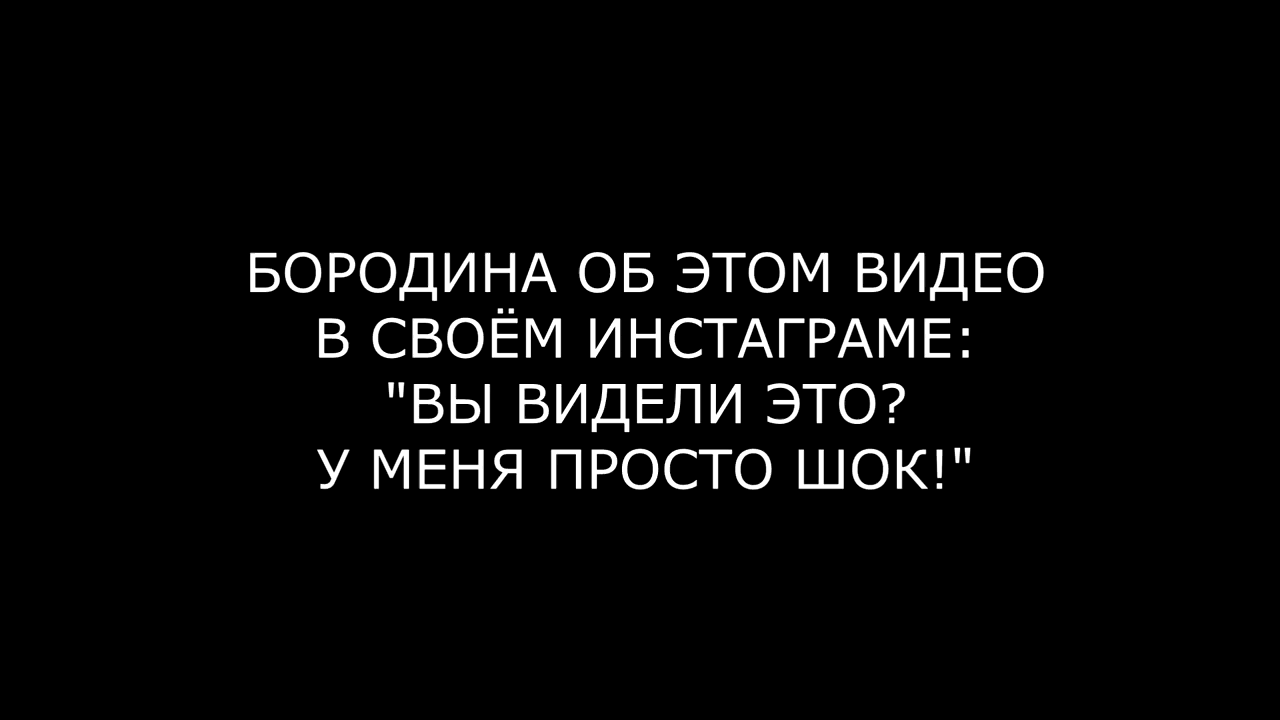 БОРОДИНА ОБ ЭТОМ ВИДЕО
В СВОЁМ ИНСТАГРАМЕ:
"ВЫ ВИДЕЛИ ЭТО?
У МЕНЯ ПРОСТО ШОК!"